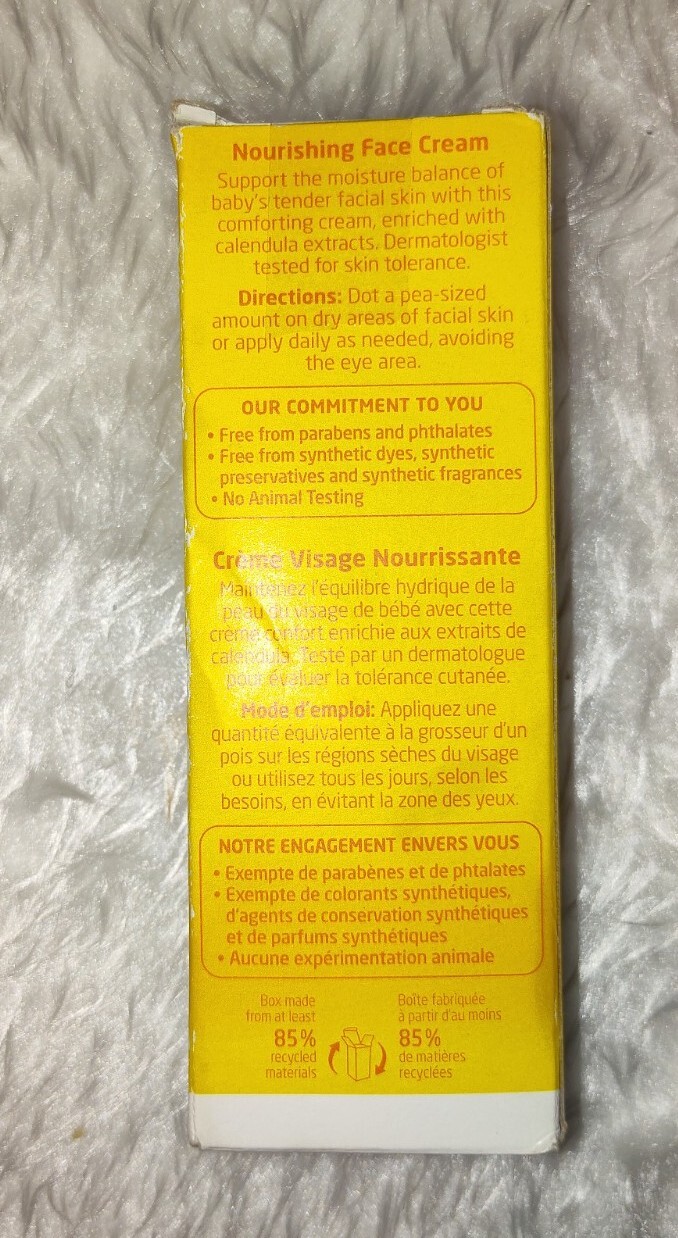 Nourishing Face Cream
Support the moisture balance of
baby's tender facial skin with this
comforting cream, enriched with
calendula extracts. Dermatologist
tested for skin tolerance.
Directions: Dot a pea-sized
amount on dry areas of facial skin
or apply daily as needed, avoiding
the eye area.
OUR COMMITMENT TO YOU
• Free from parabens and phthalates
• Free from synthetic dyes, synthetic
preservatives and synthetic fragrances
• No Animal Testing
Crème Visage Nourrissante
Maintenez l'équilibre hydrique de la
peau du visage de bébé avec cette
crème confort enrichie aux extraits de
calendula. Testé par un dermatologue
pour évaluer la tolérance cutanée.
Mode d'emploi: Appliquez une
quantité équivalente à la grosseur d'un
pois sur les régions sèches du visage
ou utilisez tous les jours, selon les
besoins, en évitant la zone des yeux.
NOTRE ENGAGEMENT ENVERS VOUS
• Exempte de parabènes et de phtalates
• Exempte de colorants synthétiques,
d'agents de conservation synthétiques
et de parfums synthétiques
• Aucune expérimentation animale
Box made
from at least
85%
recycled
materials
Boîte fabriquée
à partir d'au moins
85%
de matières
recyclées